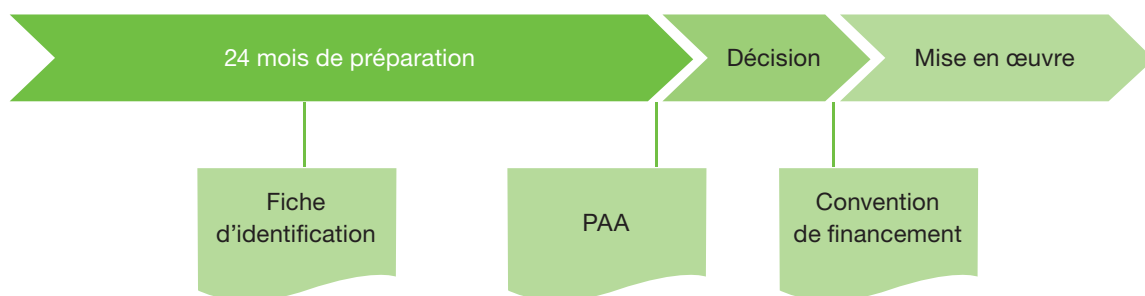 24 mois de préparation
Décision
Mise en œuvre
Fiche
d'identification
PAA
Convention
de financement